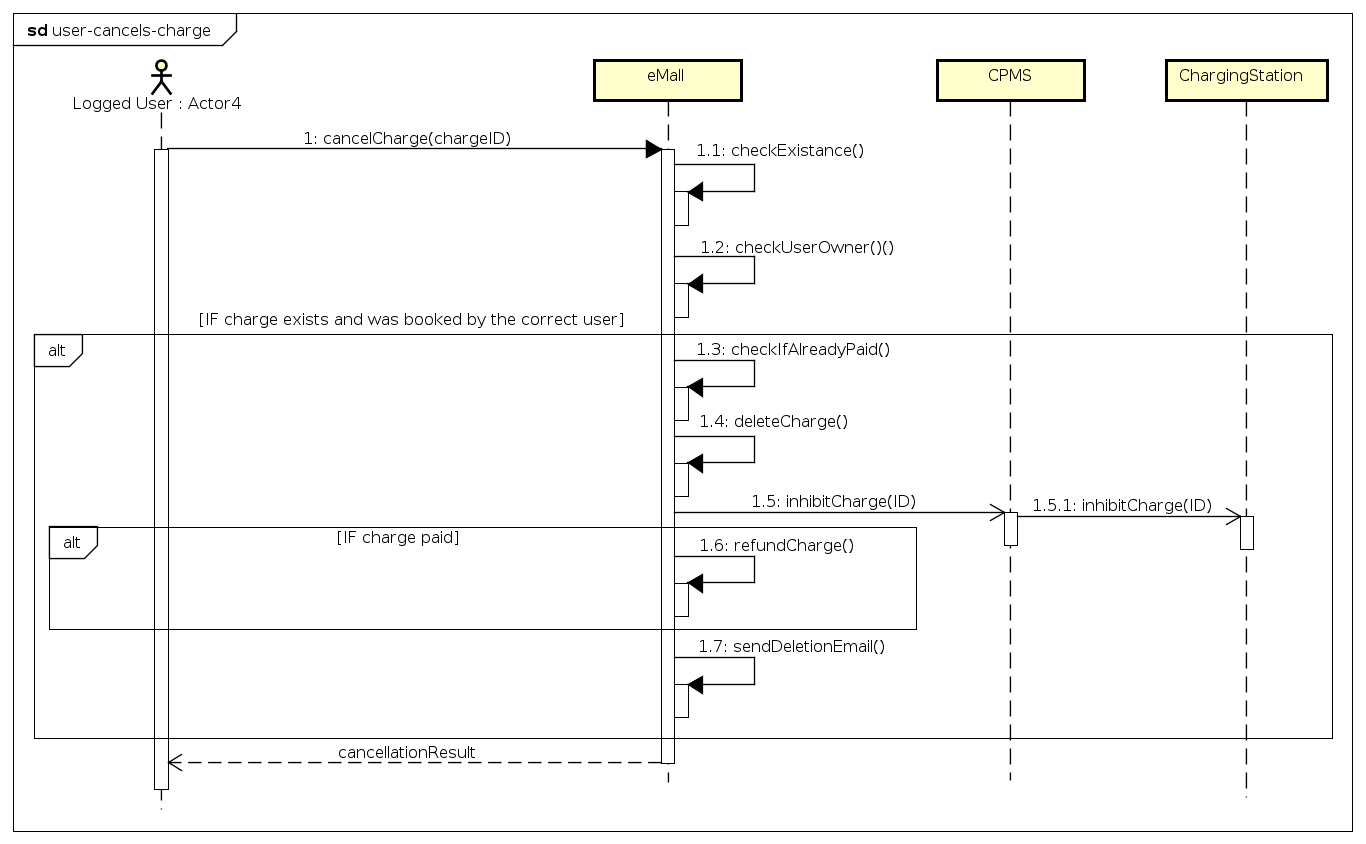 sd user-cancels-charge
eMall
CPMS
ChargingStation
Logged User : Actor4
1: cancelCharge(chargeID)
1.1: checkExistance()
1.2: checkUserOwner()()
[IF charge exists and was booked by the correct user]
alt
1.3: checkIfAlreadyPaid()
1.4: deleteCharge()
1.5: inhibitCharge(ID)
1.5.1: inhibitCharge(ID)
alt
[IF charge paid]
1.6: refundCharge()
1.7: sendDeletionEmail()
cancellationResult